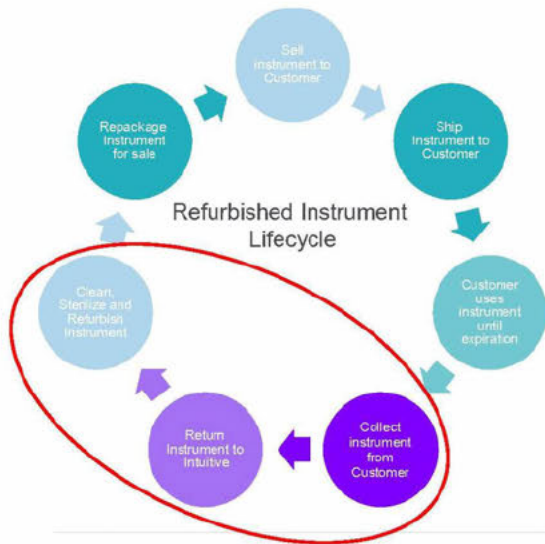 Sell
instrument to
Customer
Ship
Instrument to
Customer
Customer
uses
instrument
until
expiration
Collect
instrument
from
Customer
Return
Instrument to
Intuitive
Clean,
Sterilize and
Refurbish
Instrument
Repackage
Instrument
for sale
Refurbished Instrument
Lifecycle